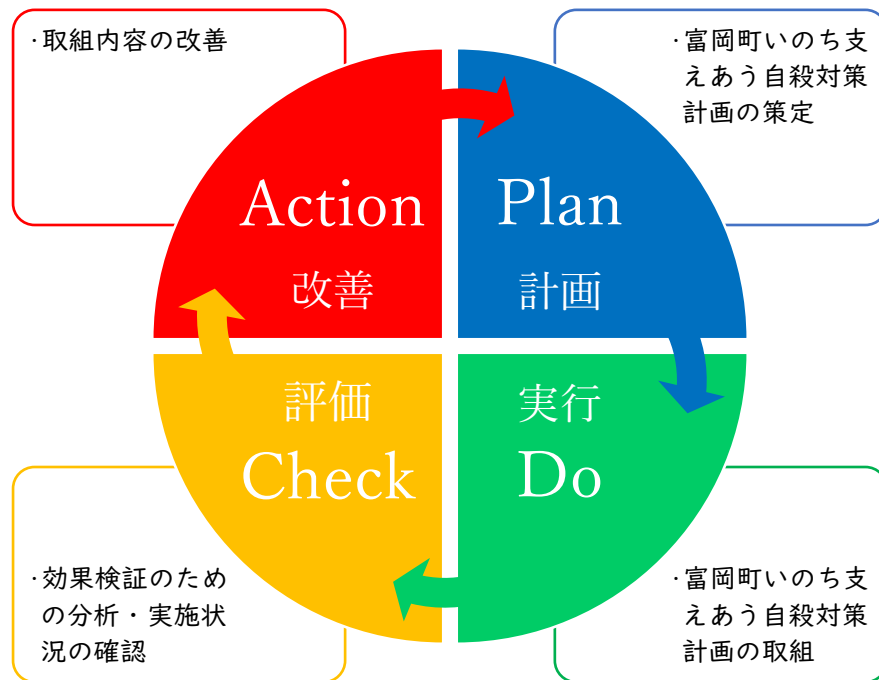 ·取組内容の改善
·富岡町いのち支
えあう自殺対策
計画の策定
Action
改善
Plan
計画
評価
Check
実行
Do
·効果検証のため
の分析・実施状
況の確認
·富岡町いのち支
えあう自殺対策
計画の取組